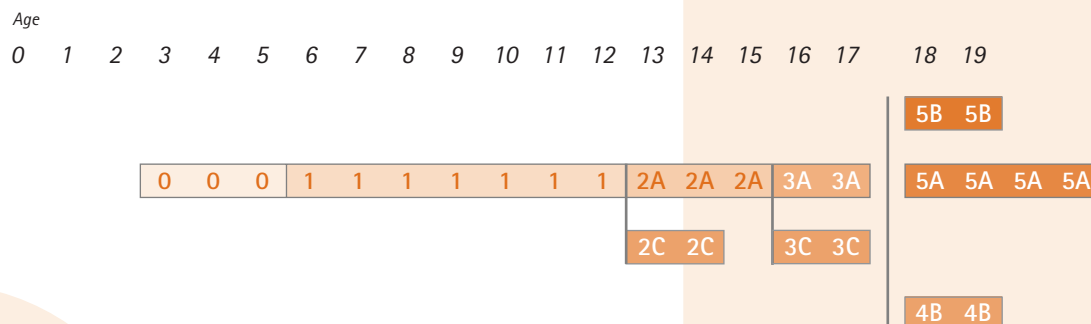 Age
0 1 2 3 4 5 6 7 8 9 10 11 12 13 14 15 16 17 18 19
5B 5B
0 0 0 1 1 1 1 1 1 1 2A 2A 2A 3A 3A 5A 5A 5A 5A
2C 2C 3C 3C
4B 4B